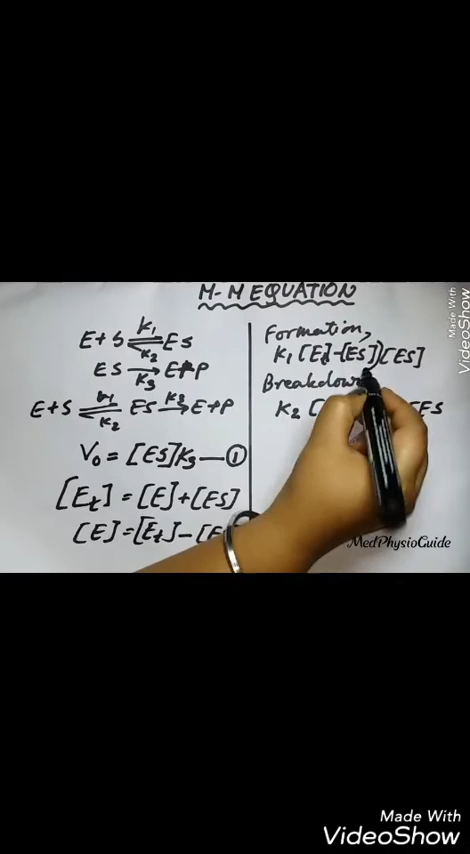 M-M EQUATION
E+S ⇌ ES
K1
K2
ES → E+P
K3
E+S ⇌ ES → E+P
K1
K2
K3
V0 = [ES]K3 — ①
[Et] = [E]+[ES]
[E]=[Et]-[E
Formation,
K1 [Et]-[ES])[ES]
Breakdown
K2 [
ES
MedPhysioGuide
Made With
VideoShow
Made With
VideoShow